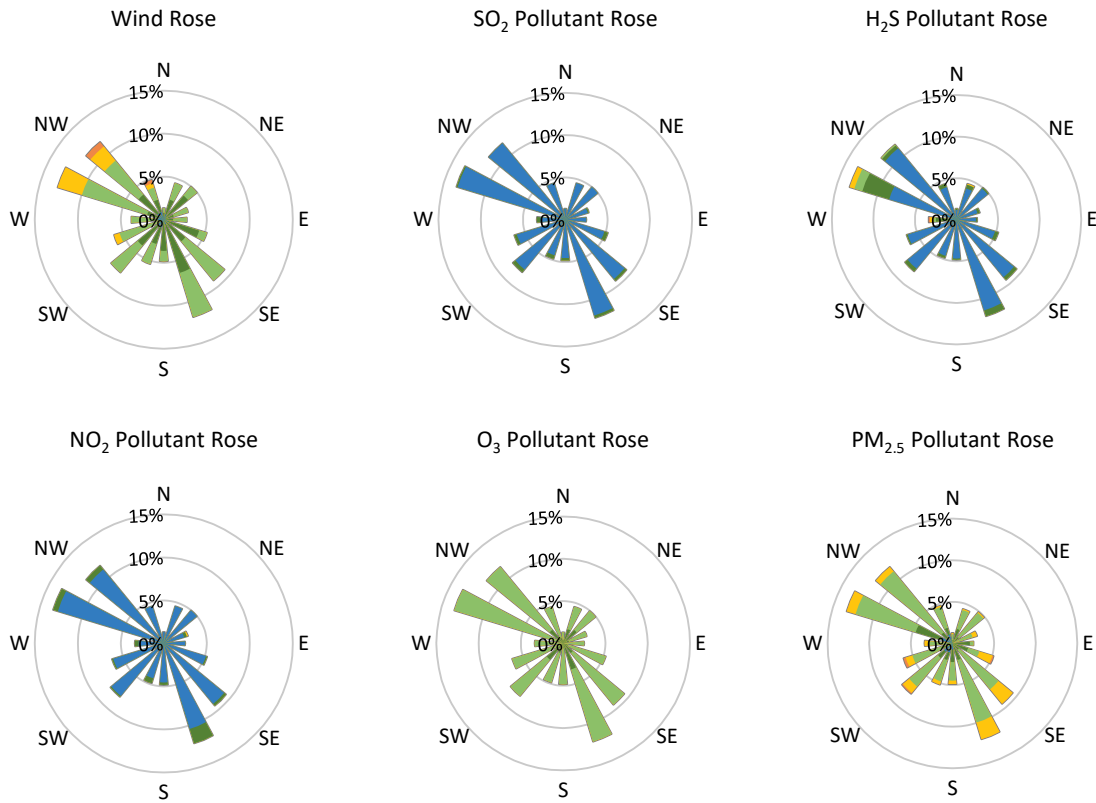 Wind Rose
N
15%
10%
5%
0%
NW
NE
W
E
SW
SE
S
SO₂ Pollutant Rose
N
15%
10%
5%
0%
NW
NE
W
E
SW
SE
S
H₂S Pollutant Rose
N
15%
10%
5%
0%
NW
NE
W
E
SW
SE
S
NO₂ Pollutant Rose
N
15%
10%
5%
0%
NW
NE
W
E
SW
SE
S
O₃ Pollutant Rose
N
15%
10%
5%
0%
NW
NE
W
E
SW
SE
S
PM₂.₅ Pollutant Rose
N
15%
10%
5%
0%
NW
NE
W
E
SW
SE
S